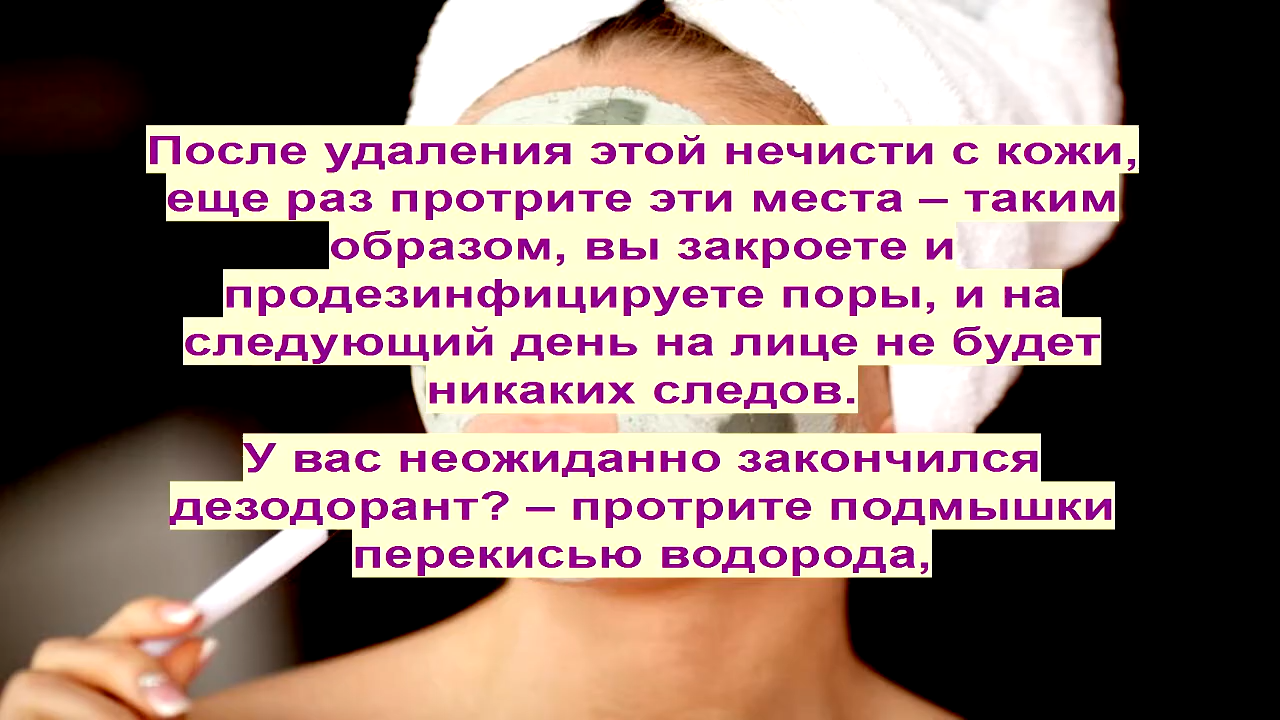 После удаления этой нечисти с кожи,
еще раз протрите эти места – таким
образом, вы закроете и
продезинфицируете поры, и на
следующий день на лице не будет
никаких следов.
У вас неожиданно закончился
дезодорант? – протрите подмышки
перекисью водорода,